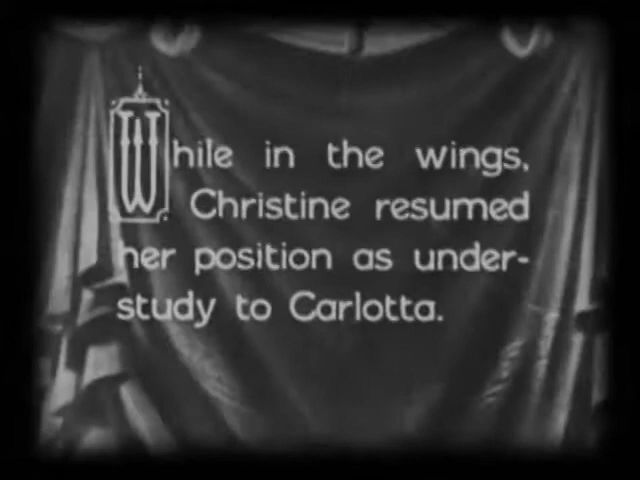 While in the wings,
Christine resumed
her position as under-
study to Carlotta.